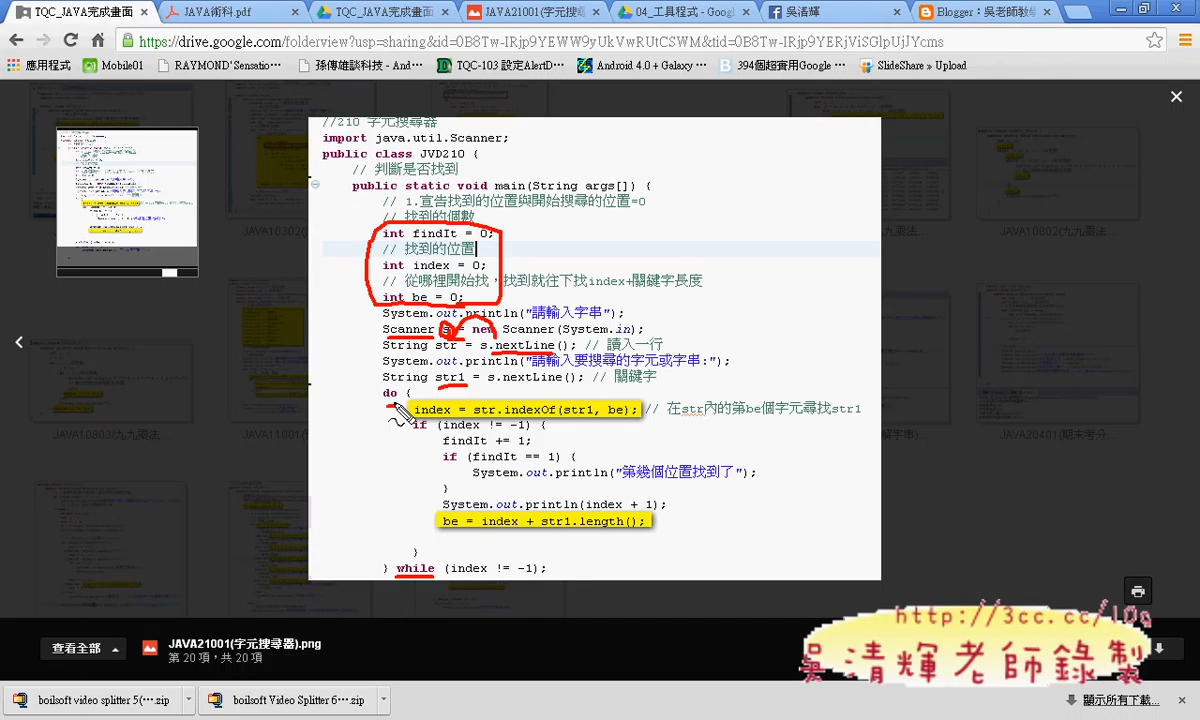 TQC_JAVA完成畫面
JAVA術科.pdf
TQC_JAVA完成畫面
JAVA21001(字元搜尋
04_工具程式 - Goog
吳清輝
Blogger：吳老師教學
https://drive.google.com/folderview?usp=sharing&id=0B8Tw-IRjp9YEWW9yUkVwRUtCSWM&tid=0B8Tw-IRjp9YERjViSGlpUjJYcms
應用程式
Mobile01
RAYMOND'Sensatio…
孫傳雄談科技 - And…
TQC-103 設定AlertD…
Android 4.0 + Galaxy …
394個超實用Google …
SlideShare » Upload
//210 字元搜尋器
import java.util.Scanner;
public class JVD210 {
// 判斷是否找到
public static void main(String args[]) {
// 1.宣告找到的位置與開始搜尋的位置=0
// 找到的個數
int findIt = 0;
// 找到的位置
int index = 0;
// 從哪裡開始找，找到就往下找index+關鍵字長度
int be = 0;
System.out.println("請輸入字串");
Scanner s = new Scanner(System.in);
String str = s.nextLine(); // 讀入一行
System.out.println("請輸入要搜尋的字元或字串:");
String str1 = s.nextLine(); // 關鍵字
do {
index = str.indexOf(str1, be); // 在str內的第be個字元尋找str1
if (index != -1) {
findIt += 1;
if (findIt == 1) {
System.out.println("第幾個位置找到了");
}
System.out.println(index + 1);
be = index + str1.length();
}
} while (index != -1);
JAVA10302(九九
JAVA10802(九九乘法…
JAVA10803(九九乘法…
JAVA11001(
JAVA20401(期末考分…
查看全部
JAVA21001(字元搜尋器).png
第 20 項，共 20 項
http://3cc.cc/10q
吳清輝老師錄製
boilsoft video splitter 5(…zip
boilsoft Video Splitter 6….zip
顯示所有下載…